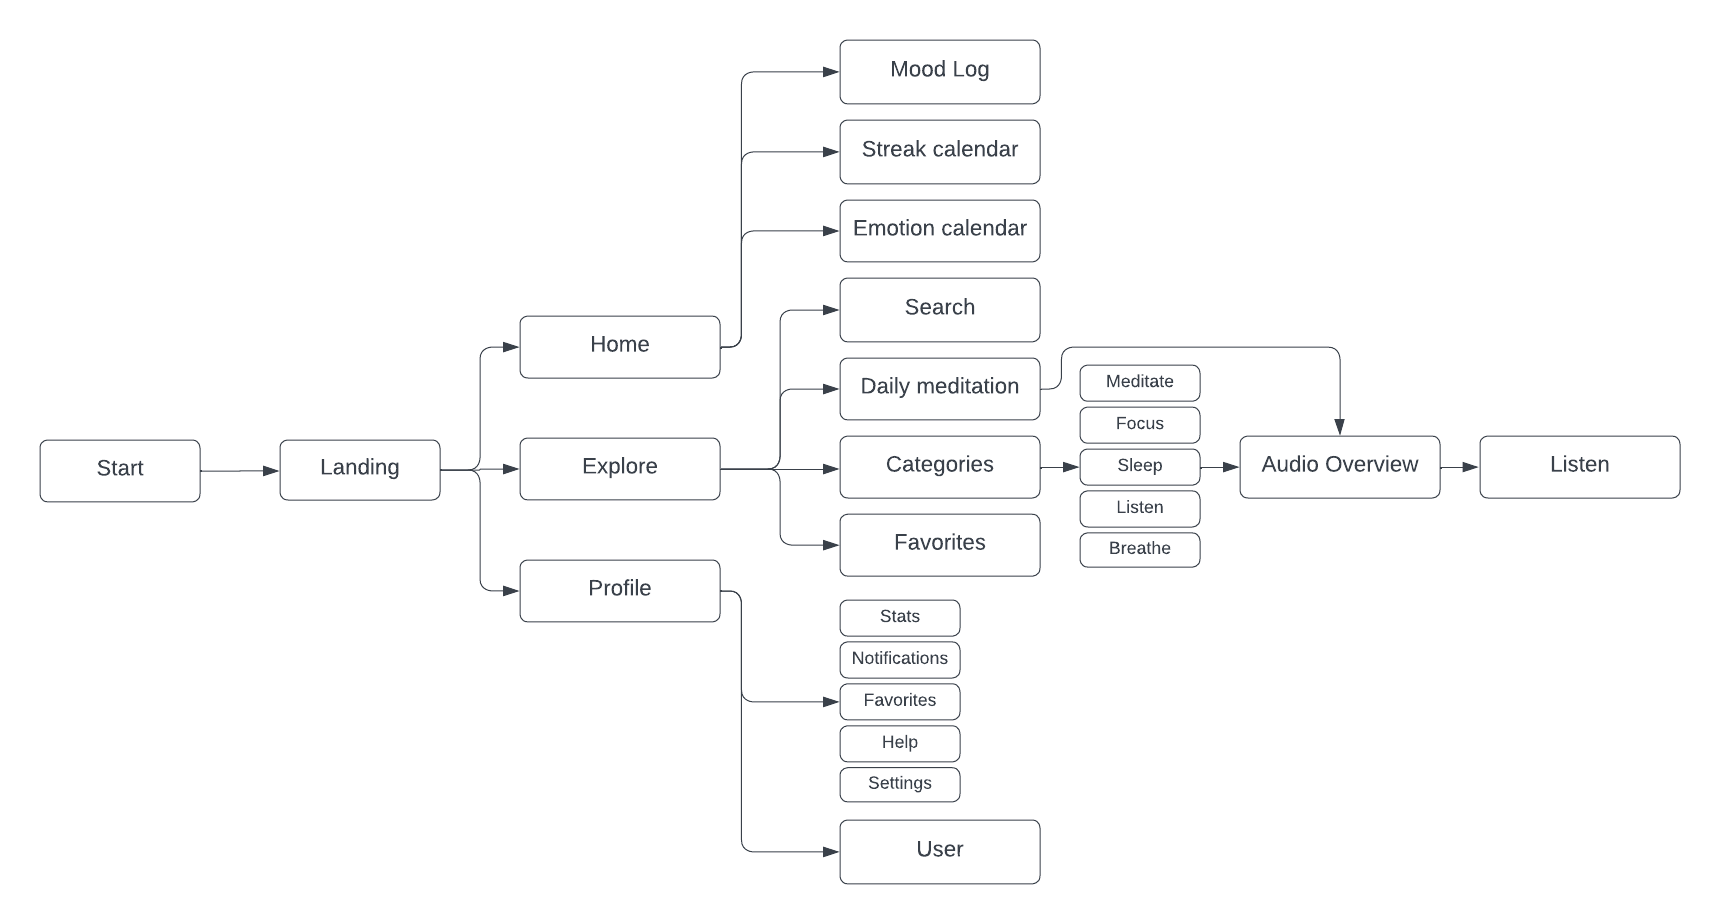 Start
Landing
Home
Explore
Profile
Mood Log
Streak calendar
Emotion calendar
Search
Daily meditation
Categories
Favorites
Stats
Notifications
Favorites
Help
Settings
User
Meditate
Focus
Sleep
Listen
Breathe
Audio Overview
Listen